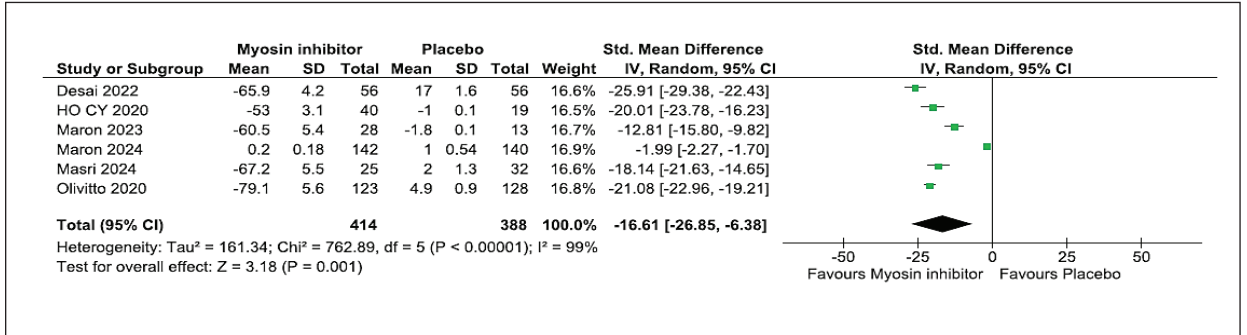 Myosin inhibitor Placebo Std. Mean Difference Std. Mean Difference
Study or Subgroup Mean SD Total Mean SD Total Weight IV, Random, 95% CI IV, Random, 95% CI
Desai 2022 -65.9 4.2 56 17 1.6 56 16.6% -25.91 [-29.38, -22.43]
HO CY 2020 -53 3.1 40 -1 0.1 19 16.5% -20.01 [-23.78, -16.23]
Maron 2023 -60.5 5.4 28 -1.8 0.1 13 16.7% -12.81 [-15.80, -9.82]
Maron 2024 0.2 0.18 142 1 0.54 140 16.9% -1.99 [-2.27, -1.70]
Masri 2024 -67.2 5.5 25 2 1.3 32 16.6% -18.14 [-21.63, -14.65]
Olivitto 2020 -79.1 5.6 123 4.9 0.9 128 16.8% -21.08 [-22.96, -19.21]
Total (95% CI) 414 388 100.0% -16.61 [-26.85, -6.38]
Heterogeneity: Tau² = 161.34; Chi² = 762.89, df = 5 (P < 0.00001); I² = 99%
Test for overall effect: Z = 3.18 (P = 0.001)
-50 -25 0 25 50
Favours Myosin inhibitor Favours Placebo